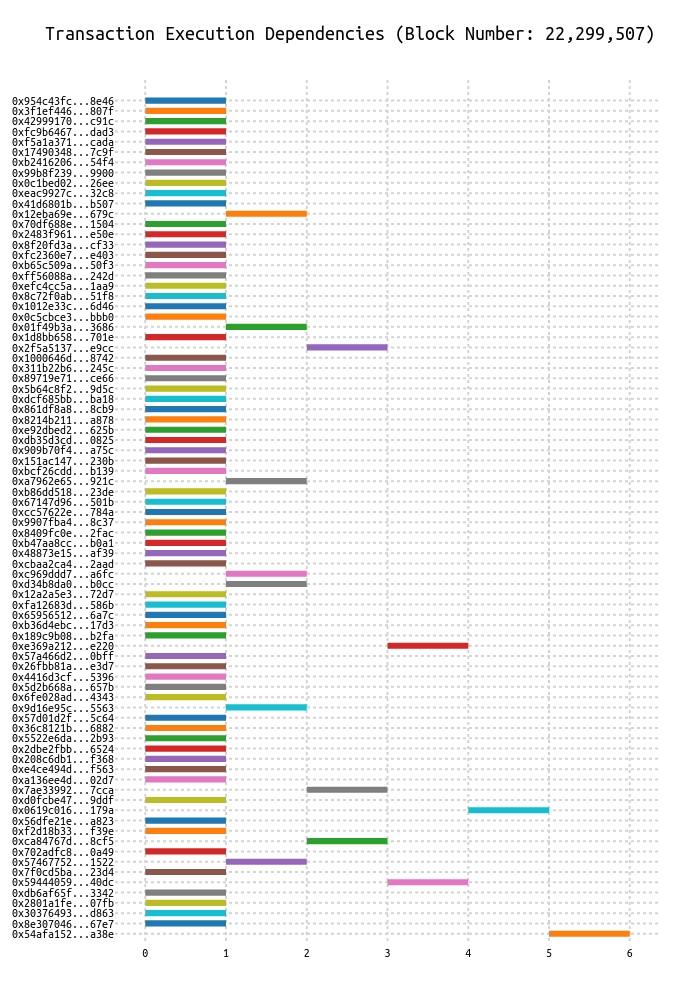 Transaction Execution Dependencies (Block Number: 22,299,507)
0x954c43fc...8e46
0x3f1ef446...807f
0x42999170...c91c
0xfc9b6467...dad3
0xf5a1a371...cada
0x17490348...7c9f
0xb2416206...54f4
0x99b8f239...9900
0x0c1bed02...26ee
0xeac9927c...32c8
0x41d6801b...b507
0x12eba69e...679c
0x70df688e...1504
0x2483f961...e50e
0x8f20fd3a...cf33
0xfc2360e7...e403
0xb65c509a...50f3
0xff56088a...242d
0xefc4cc5a...1aa9
0x8c72f0ab...51f8
0x1012e33c...6d46
0x0c5cbce3...bbb0
0x01f49b3a...3686
0x1d8bb658...701e
0x2f5a5137...e9cc
0x1000646d...8742
0x311b22b6...245c
0x89719e71...ce66
0x5b64c8f2...9d5c
0xdcf685bb...ba18
0x861df8a8...8cb9
0x8214b211...a878
0xe92dbed2...625b
0xdb35d3cd...0825
0x909b70f4...a75c
0x151ac147...230b
0xbcf26cdd...b139
0xa7962e65...921c
0xb86dd518...23de
0x67147d96...501b
0xcc57622e...784a
0x9907fba4...8c37
0x8409fc0e...2fac
0xb47aa8cc...b0a1
0x48873e15...af39
0xcbaa2ca4...2aad
0xc969ddd7...a6fc
0xd34b8da0...b0cc
0x12a2a5e3...72d7
0xfa12683d...586b
0x65956512...6a7c
0xb36d4ebc...17d3
0x189c9b08...b2fa
0xe369a212...e220
0x57a466d2...0bff
0x26fbb81a...e3d7
0x4416d3cf...5396
0x5d2b668a...657b
0x6fe028ad...4343
0x9d16e95c...5563
0x57d01d2f...5c64
0x36c8121b...6882
0x5522e6da...2b93
0x2dbe2fbb...6524
0x208c6db1...f368
0xe4ce494d...f563
0xa136ee4d...02d7
0x7ae33992...7cca
0xd0fcbe47...9ddf
0x0619c016...179a
0x56dfe21e...a823
0xf2d18b33...f39e
0xca84767d...8cf5
0x702adfc8...0a49
0x57467752...1522
0x7f0cd5ba...23d4
0x59444059...40dc
0xdb6af65f...3342
0x2801a1fe...07fb
0x30376493...d863
0x8e307046...67e7
0x54afa152...a38e
0 1 2 3 4 5 6